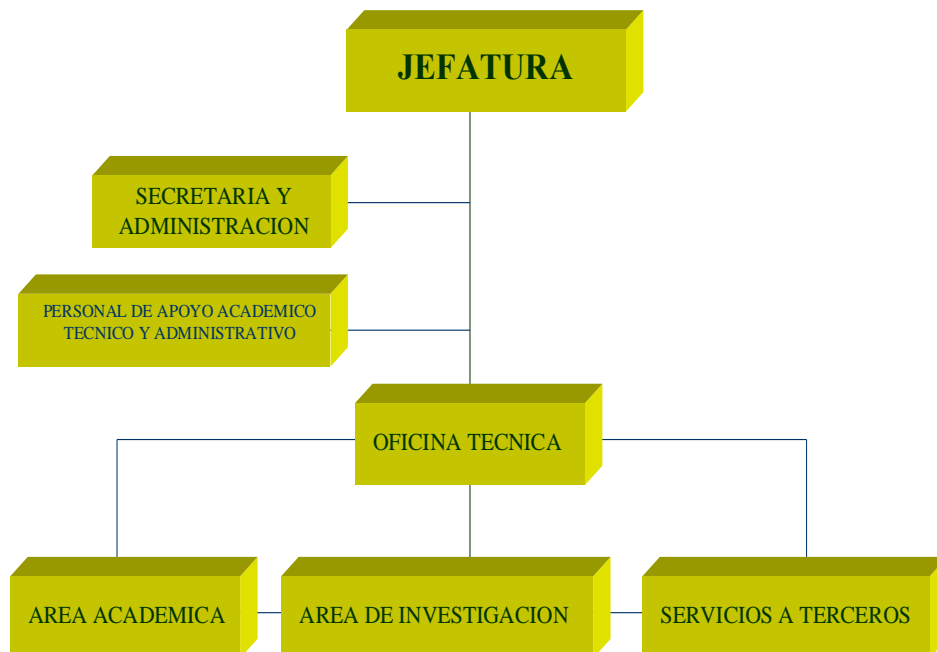 JEFATURA
SECRETARIA Y
ADMINISTRACION
PERSONAL DE APOYO ACADEMICO
TECNICO Y ADMINISTRATIVO
OFICINA TECNICA
AREA ACADEMICA
AREA DE INVESTIGACION
SERVICIOS A TERCEROS